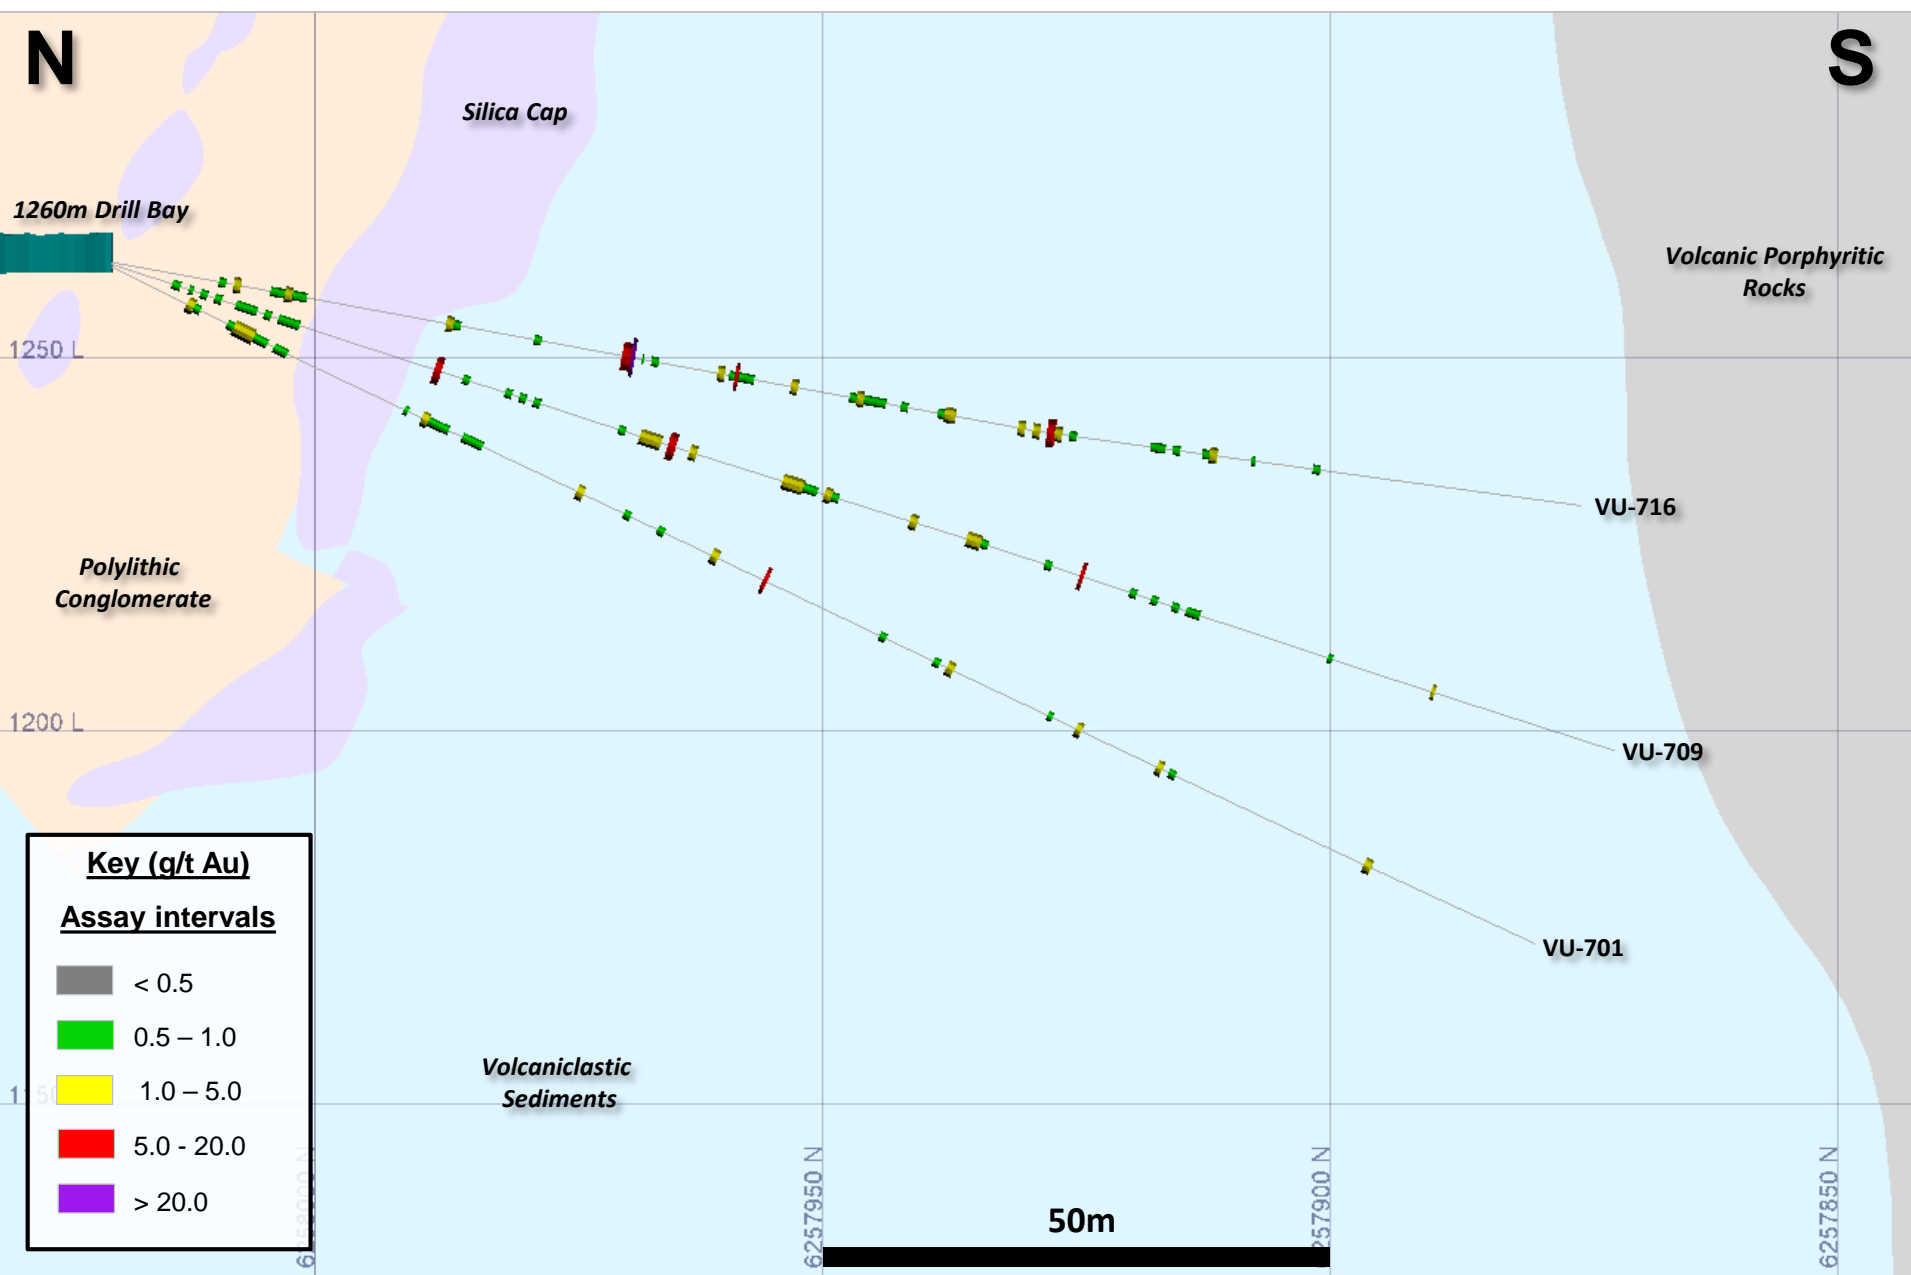 N
S
Silica Cap
1260m Drill Bay
Volcanic Porphyritic
Rocks
1250 L
VU-716
Polylithic
Conglomerate
1200 L
VU-709
Key (g/t Au)
Assay intervals
< 0.5
0.5 – 1.0
1.0 – 5.0
5.0 - 20.0
> 20.0
VU-701
Volcaniclastic
Sediments
6257950 N
257900 N
6257850 N
50m